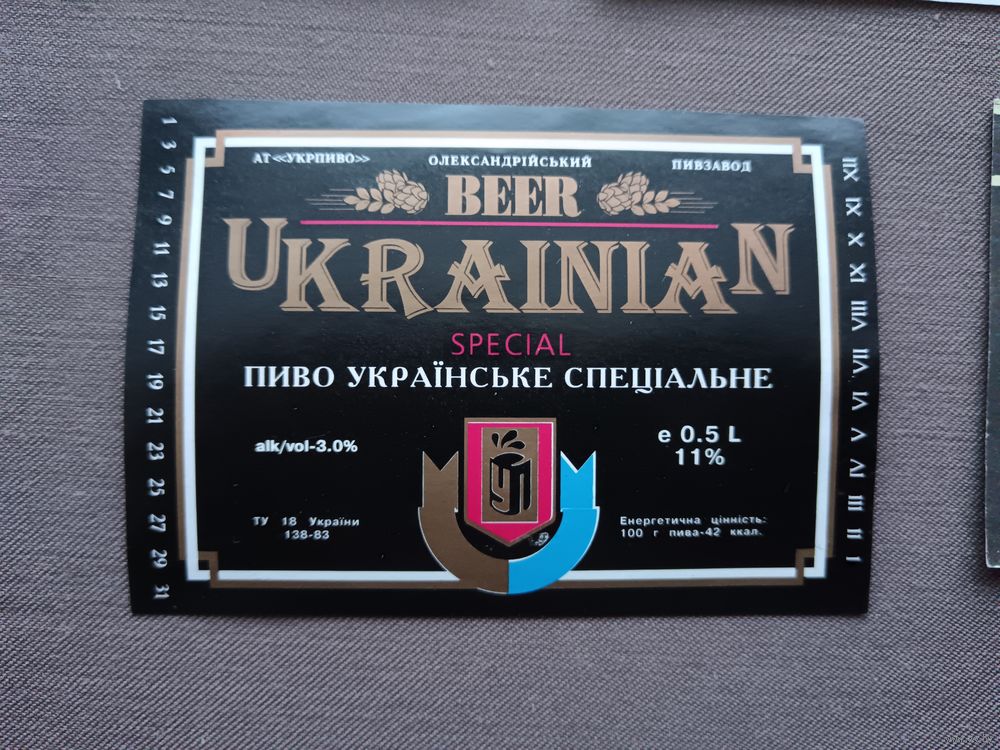 АТ «УКРПИВО» ОЛЕКСАНДРІЙСЬКИЙ ПИВЗАВОД
BEER
UKRAINIAN
SPECIAL
ПИВО УКРАЇНСЬКЕ СПЕЦІАЛЬНЕ
alk/vol-3.0%
e 0.5 L
11%
УП
ТУ 18 України
138-83
Енергетична цінність:
100 г пива-42 ккал.
1 3 5 7 9 11 13 15 17 19 21 23 25 27 29 31
XII XI X IX VIII VII VI V IV III II I